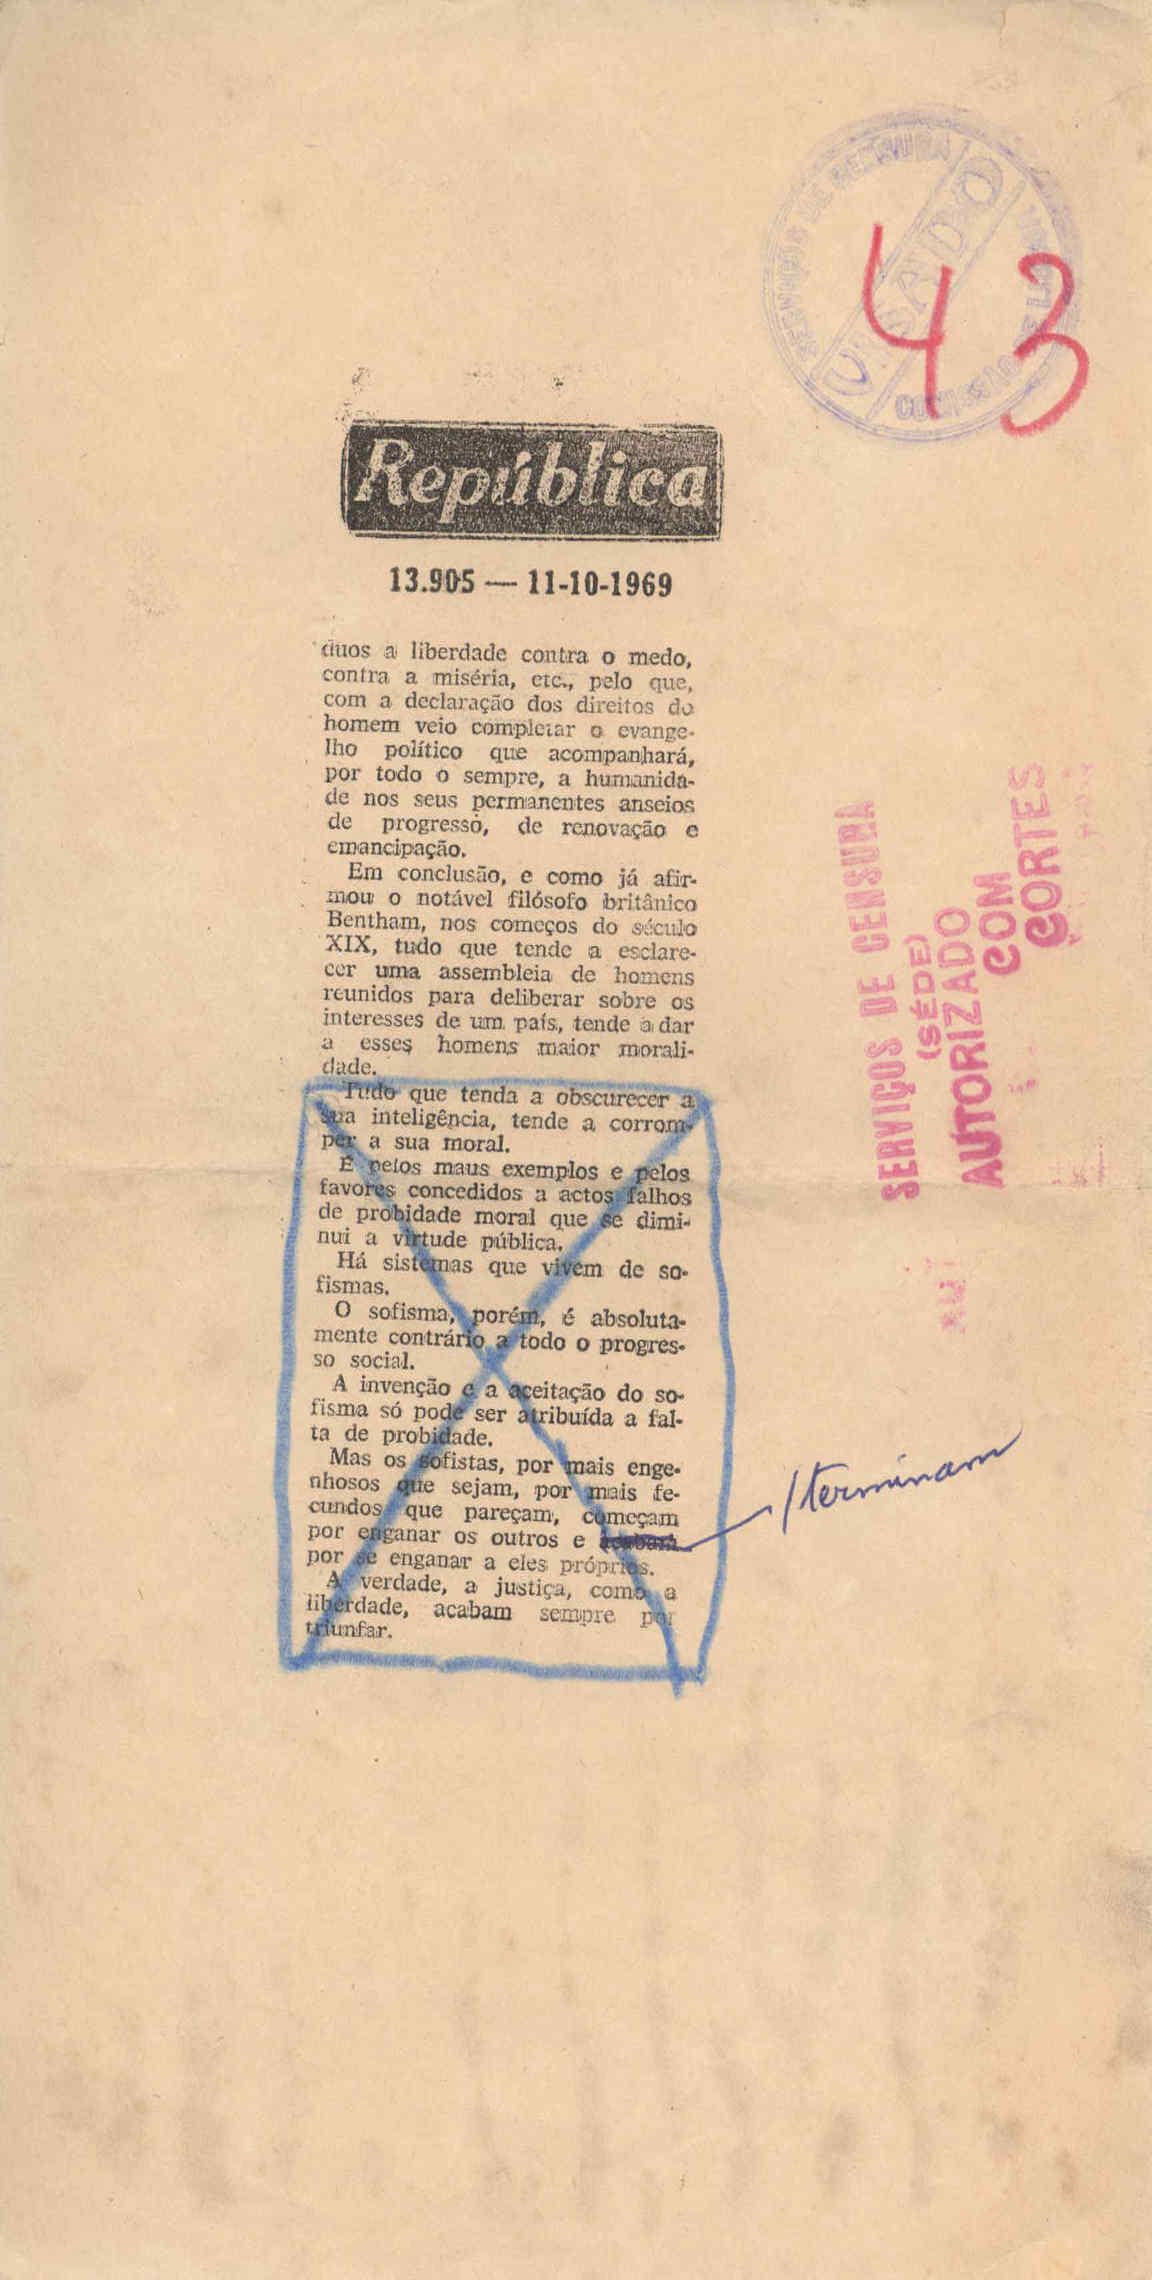 SERVIÇOS DE CENSURA
VISADO
COMISSÃO DE
43
República
13.905 — 11-10-1969
duos a liberdade contra o medo,
contra a miséria, etc., pelo que,
com a declaração dos direitos do
homem veio completar o evange-
lho político que acompanhará,
por todo o sempre, a humanida-
de nos seus permanentes anseios
de progresso, de renovação e
emancipação.
Em conclusão, e como já afir-
mou o notável filósofo britânico
Bentham, nos começos do século
XIX, tudo que tende a esclare-
cer uma assembleia de homens
reunidos para deliberar sobre os
interesses de um país, tende a dar
a esses homens maior morali-
dade.
Tudo que tenda a obscurecer a
sua inteligência, tende a corrom-
per a sua moral.
É pelos maus exemplos e pelos
favores concedidos a actos falhos
de probidade moral que se dimi-
nui a virtude pública.
Há sistemas que vivem de so-
fismas.
O sofisma, porém, é absoluta-
mente contrário a todo o progres-
so social.
A invenção e a aceitação do so-
fisma só pode ser atribuída a fal-
ta de probidade.
Mas os sofistas, por mais enge-
nhosos que sejam, por mais fe-
cundos que pareçam, começam
por enganar os outros e
por se enganar a eles próprios.
A verdade, a justiça, como a
liberdade, acabam sempre por
triunfar.
/terminam
SERVIÇOS DE CENSURA
(SÉDE)
AUTORIZADO
COM
CORTES